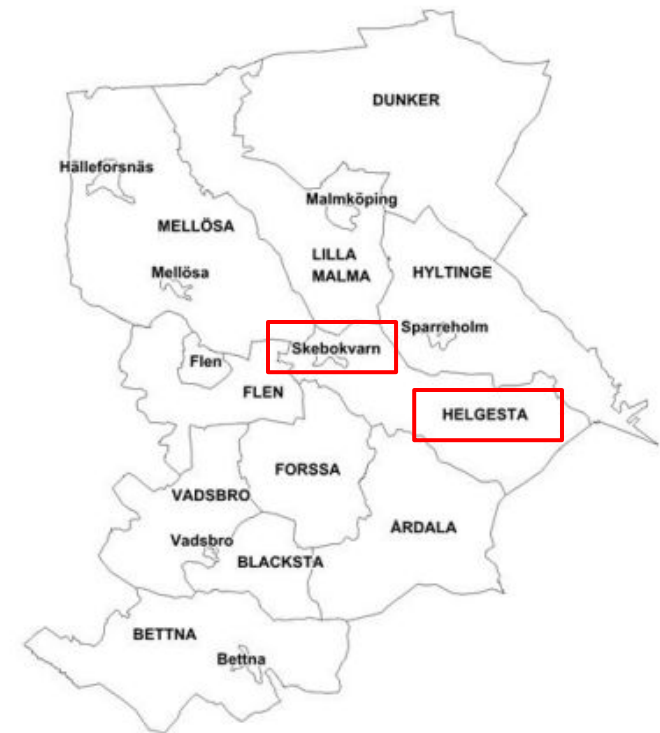 DUNKER
Hälleforsnäs
Malmköping
MELLÖSA
LILLA
MALMA
Mellösa
HYLTINGE
Sparreholm
Skebokvarn
Flen
FLEN
HELGESTA
FORSSA
VADSBRO
ÅRDALA
Vadsbro
BLACKSTA
BETTNA
Bettna